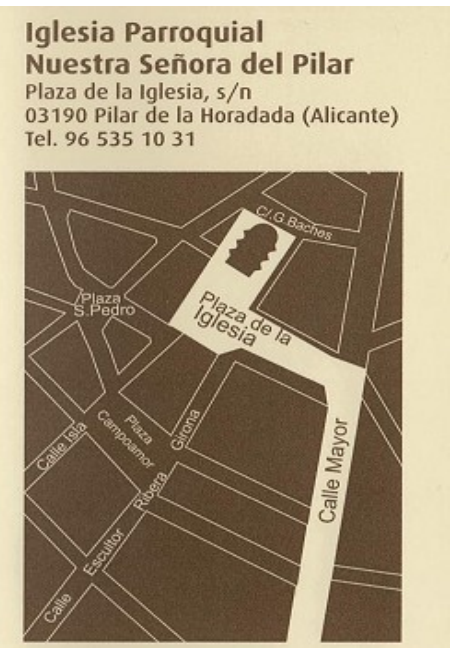 Iglesia Parroquial
Nuestra Señora del Pilar
Plaza de la Iglesia, s/n
03190 Pilar de la Horadada (Alicante)
Tel. 96 535 10 31
C/.G.Baches
Plaza
S.Pedro
Plaza de la
Iglesia
Plaza
Campoamor
Girona
Calle Isla
Calle Mayor
Calle Escultor Ribera